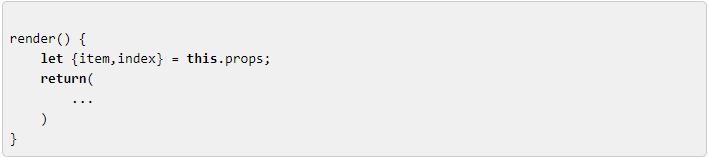 render() {
    let {item,index} = this.props;
    return(
        ...
    )
}